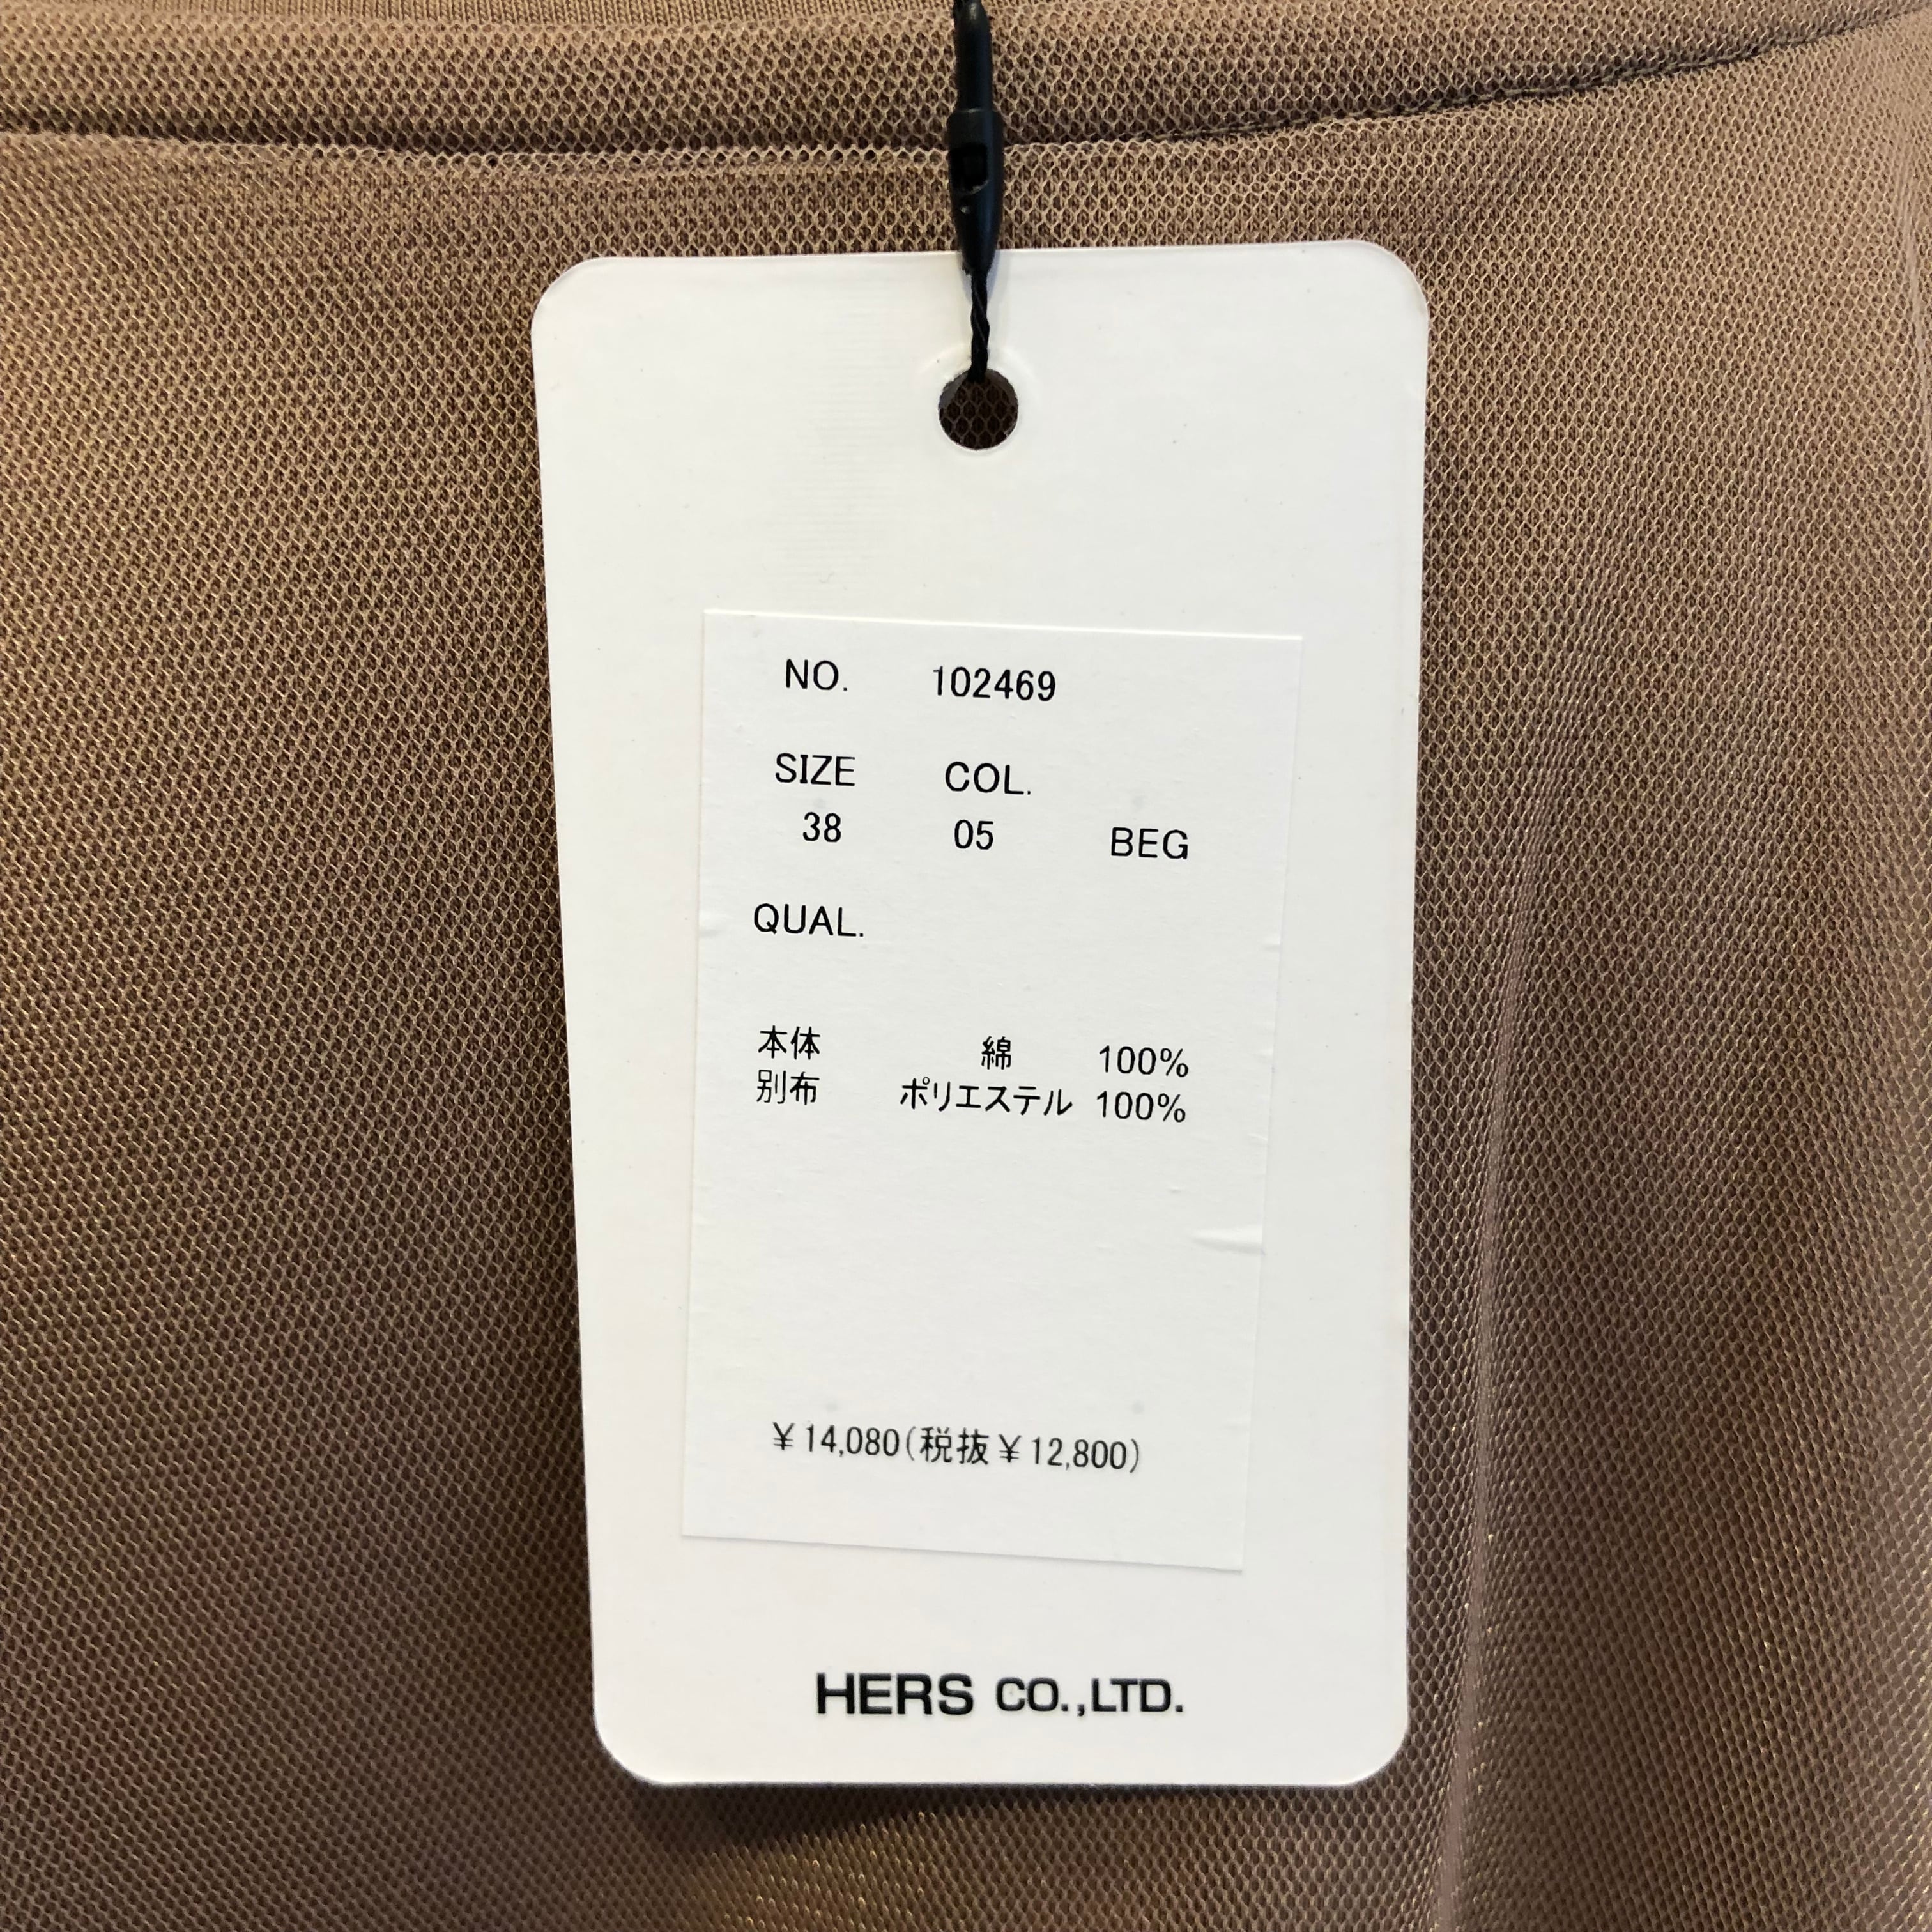 NO. 102469
SIZE COL.
38 05 BEG
QUAL.
本体 綿 100%
別布 ポリエステル 100%
￥14,080(税抜￥12,800)
HERS CO.,LTD.